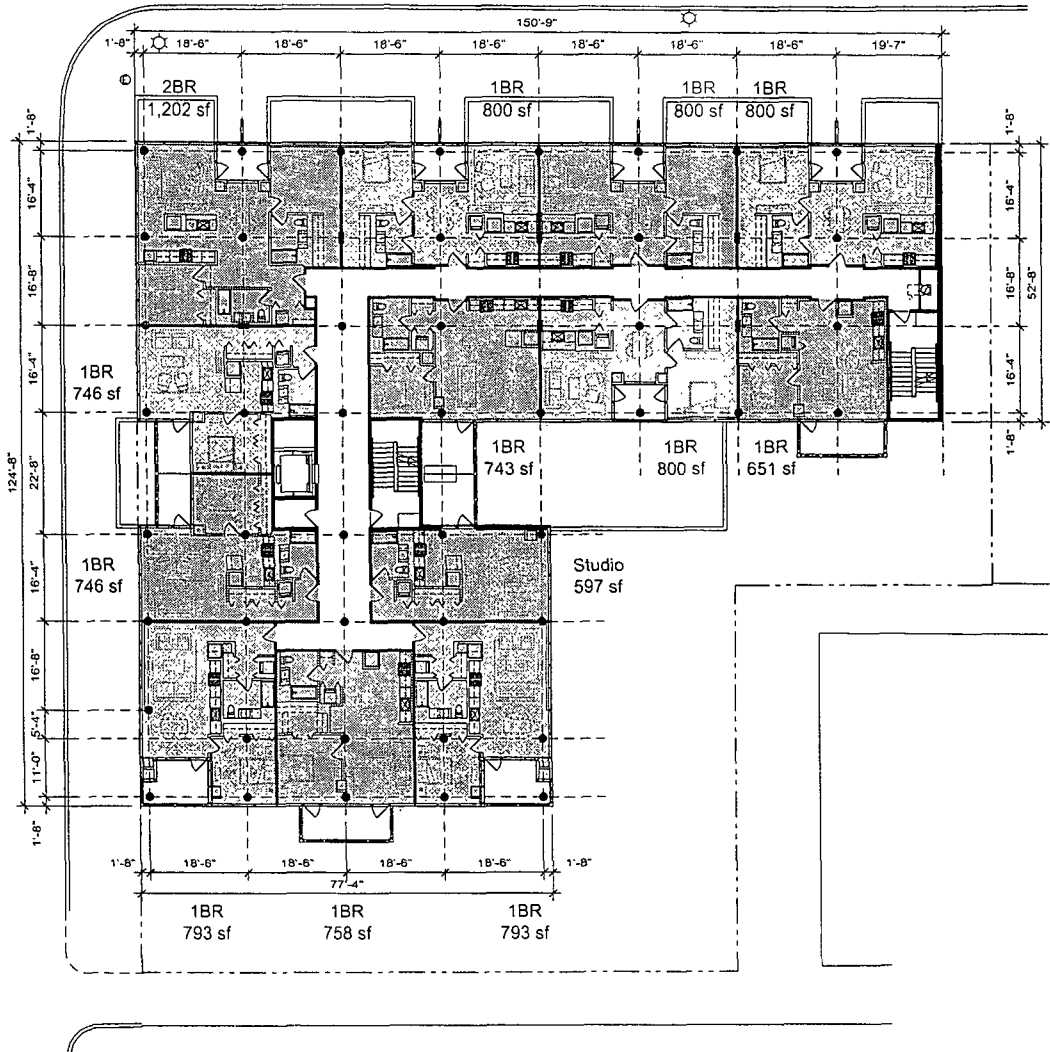 150'-9"
1'-8" 18'-6" 18'-6" 18'-6" 18'-6" 18'-6" 18'-6" 18'-6" 19'-7"
2BR
1,202 sf
1BR
800 sf
1BR
800 sf
1BR
800 sf
1'-8"
16'-4"
16'-8"
16'-4"
22'-8"
16'-4"
16'-8"
5'-4"
11'-0"
1'-8"
124'-8"
1'-8"
16'-4"
16'-8"
16'-4"
1'-8"
52'-8"
1BR
746 sf
1BR
743 sf
1BR
800 sf
1BR
651 sf
1BR
746 sf
Studio
597 sf
1'-8" 18'-6" 18'-6" 18'-6" 18'-6" 1'-8"
77'-4"
1BR
793 sf
1BR
758 sf
1BR
793 sf